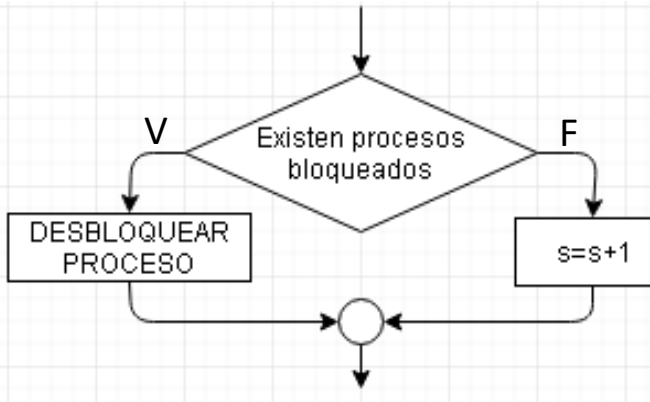 V
F
Existen procesos
bloqueados
DESBLOQUEAR
PROCESO
s=s+1